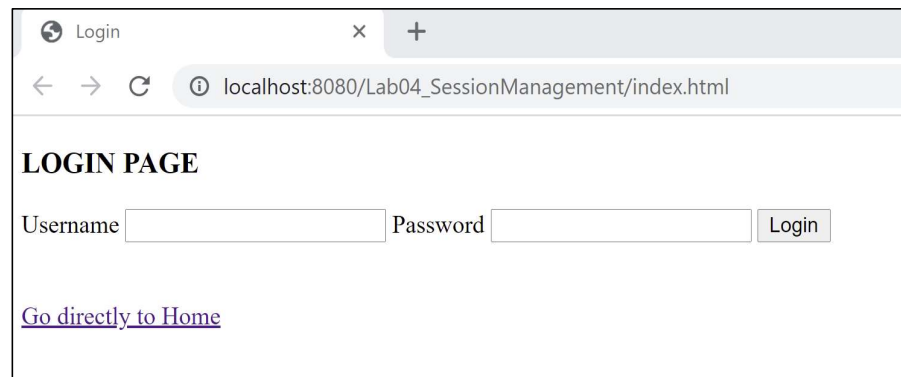 Login
localhost:8080/Lab04_SessionManagement/index.html
LOGIN PAGE
Username Password Login
Go directly to Home